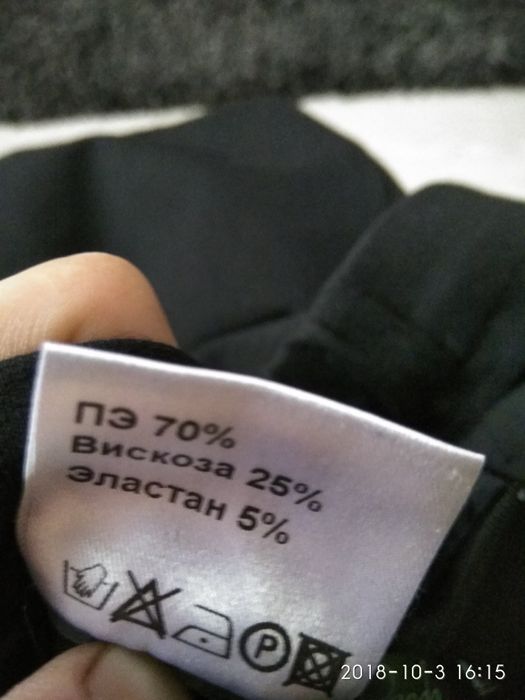 ПЭ 70%
Вискоза 25%
Эластан 5%
P
2018-10-3 16:15